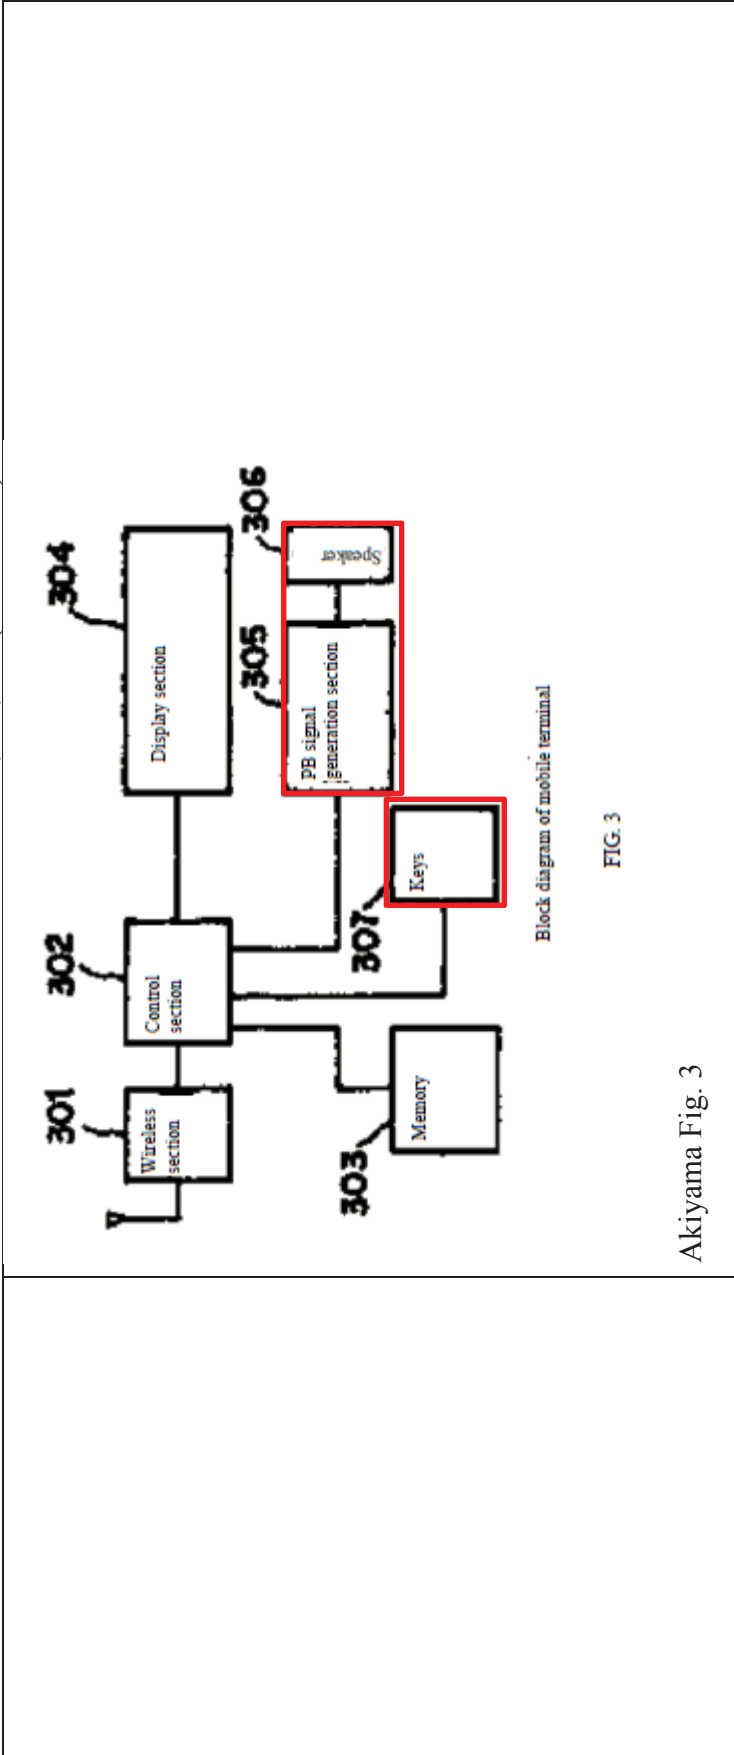 304
306
305
302
301
307
303
Display section
Speaker
PB signal
generation section
Control
section
Wireless
section
Keys
Memory
Block diagram of mobile terminal
FIG. 3
Akiyama Fig. 3